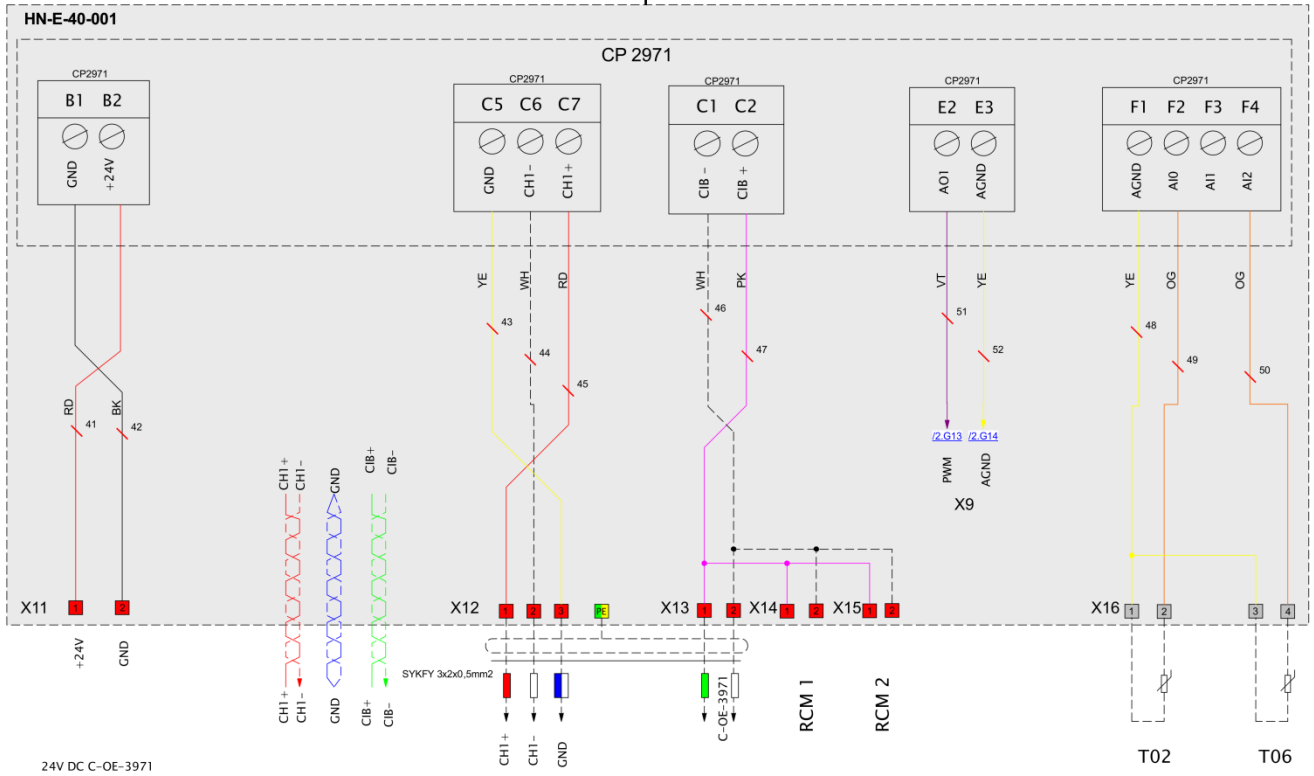 HN-E-40-001
CP 2971
CP2971
B1 B2
GND +24V
CP2971
C5 C6 C7
GND CH1- CH1+
CP2971
C1 C2
CIB - CIB +
CP2971
E2 E3
AO1 AGND
CP2971
F1 F2 F3 F4
AGND AI0 AI1 AI2
YE WH RD
WH PK
VT YE
YE OG OG
43 44 45
46 47
51 52
48 49 50
RD BK
41 42
/2.G13 /2.G14
PWM AGND
X9
CH1+ CH1-
GND
CIB+ CIB-
X11 1 2
+24V GND
X12 1 2 3 PE
X13 1 2
X14 1 2
X15 1 2
X16 1 2 3 4
SYKFY 3x2x0,5mm2
CH1+ CH1-
GND
CIB+ CIB-
CH1+ CH1- GND
C-OE-3971
RCM 1
RCM 2
T02
T06
24V DC C-OE-3971